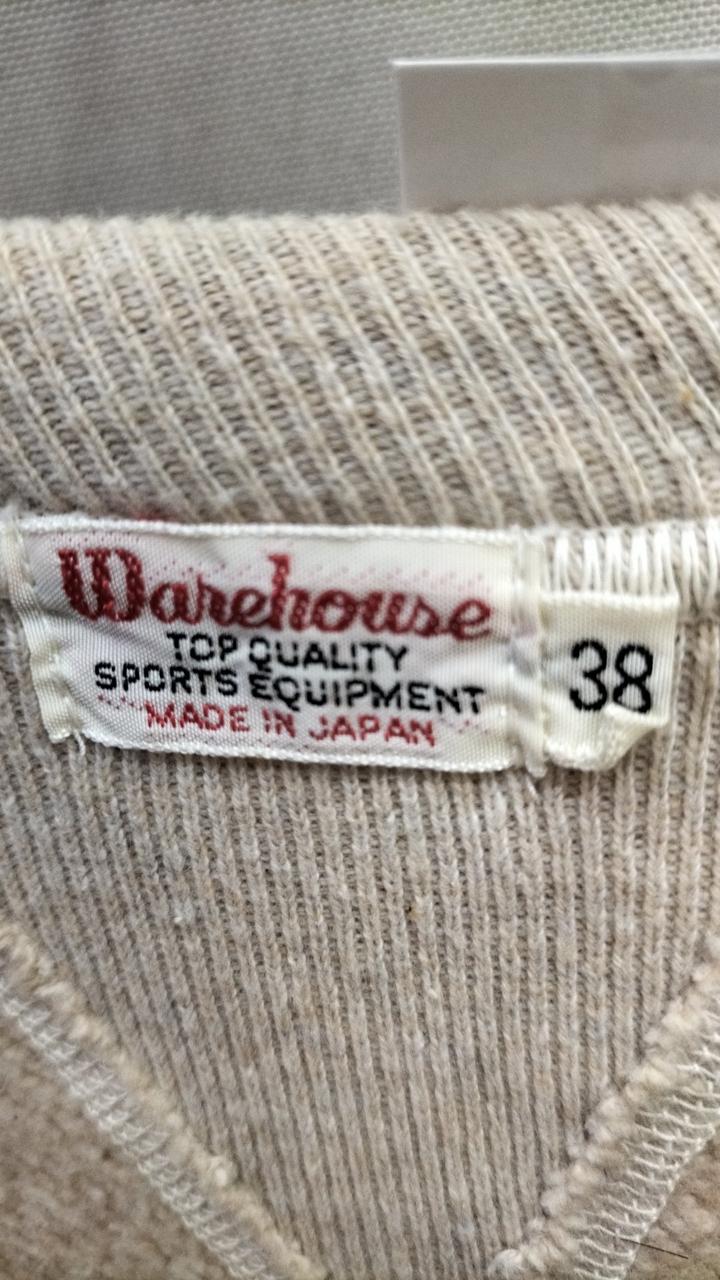 Warehouse
TOP QUALITY
SPORTS EQUIPMENT
MADE IN JAPAN
38